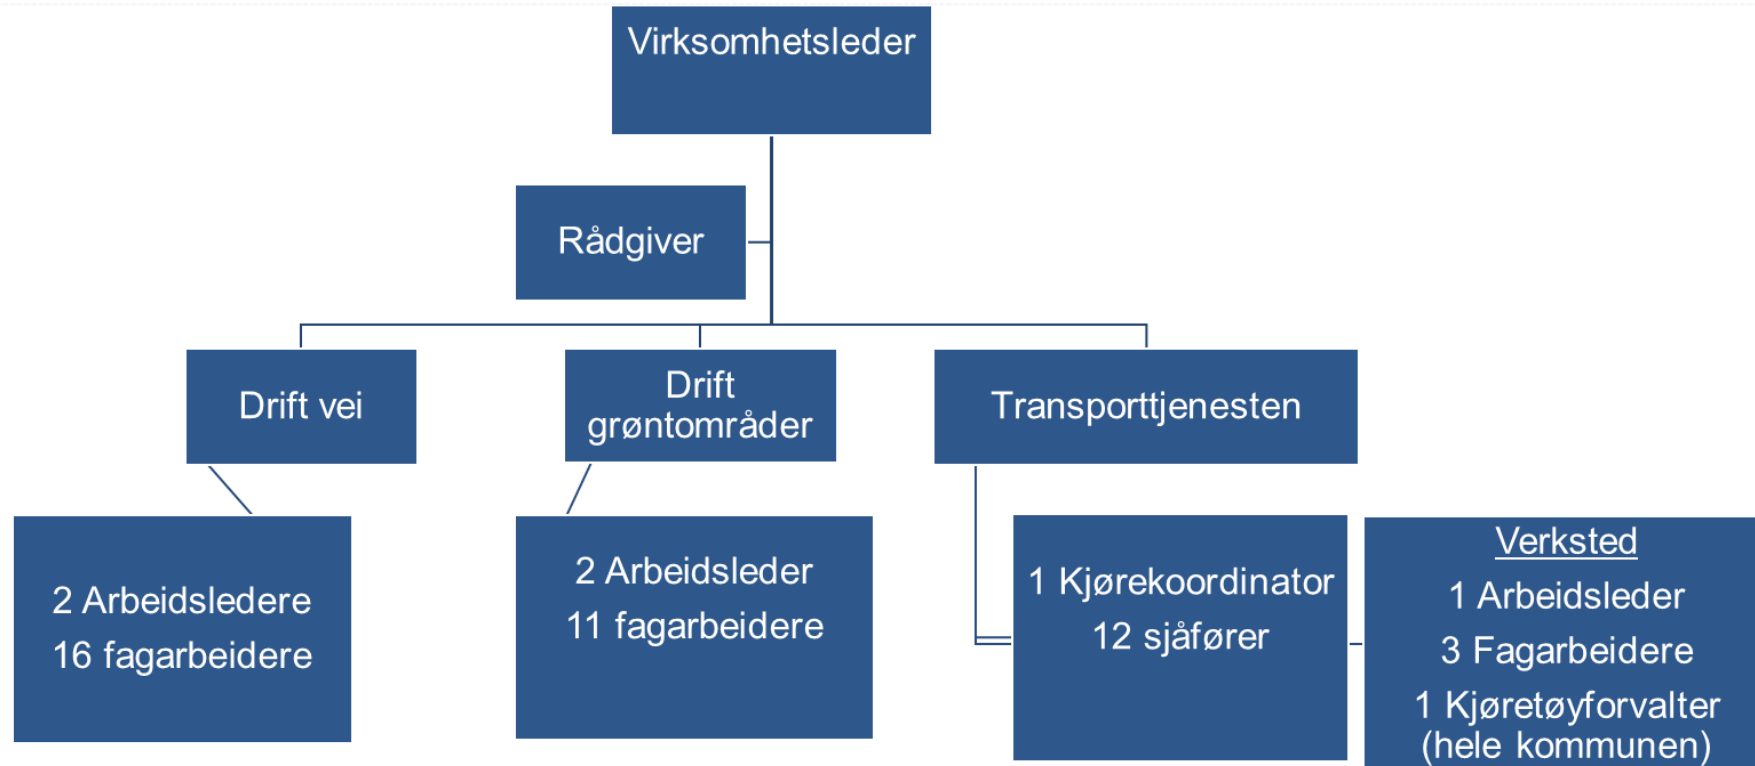 Virksomhetsleder
Rådgiver
Drift vei
Drift
grøntområder
Transporttjenesten
2 Arbeidsledere
16 fagarbeidere
2 Arbeidsleder
11 fagarbeidere
1 Kjørekoordinator
12 sjåfører
Verksted
1 Arbeidsleder
3 Fagarbeidere
1 Kjøretøyforvalter
(hele kommunen)